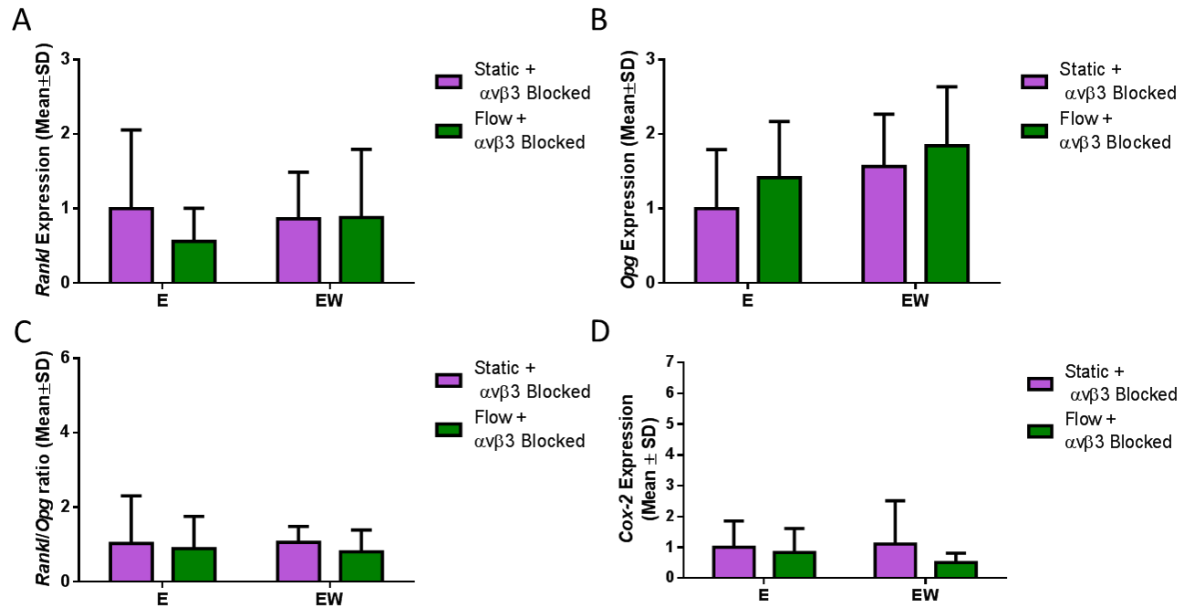 A
Rankl Expression (Mean±SD)
3
2
1
0
E
EW
Static +
αvβ3 Blocked
Flow +
αvβ3 Blocked
B
Opg Expression (Mean±SD)
3
2
1
0
E
EW
Static +
αvβ3 Blocked
Flow +
αvβ3 Blocked
C
Rankl/Opg ratio (Mean±SD)
6
4
2
0
E
EW
Static +
αvβ3 Blocked
Flow +
αvβ3 Blocked
D
Cox-2 Expression
(Mean ± SD)
7
6
5
4
3
2
1
0
E
EW
Static +
αvβ3 Blocked
Flow +
αvβ3 Blocked